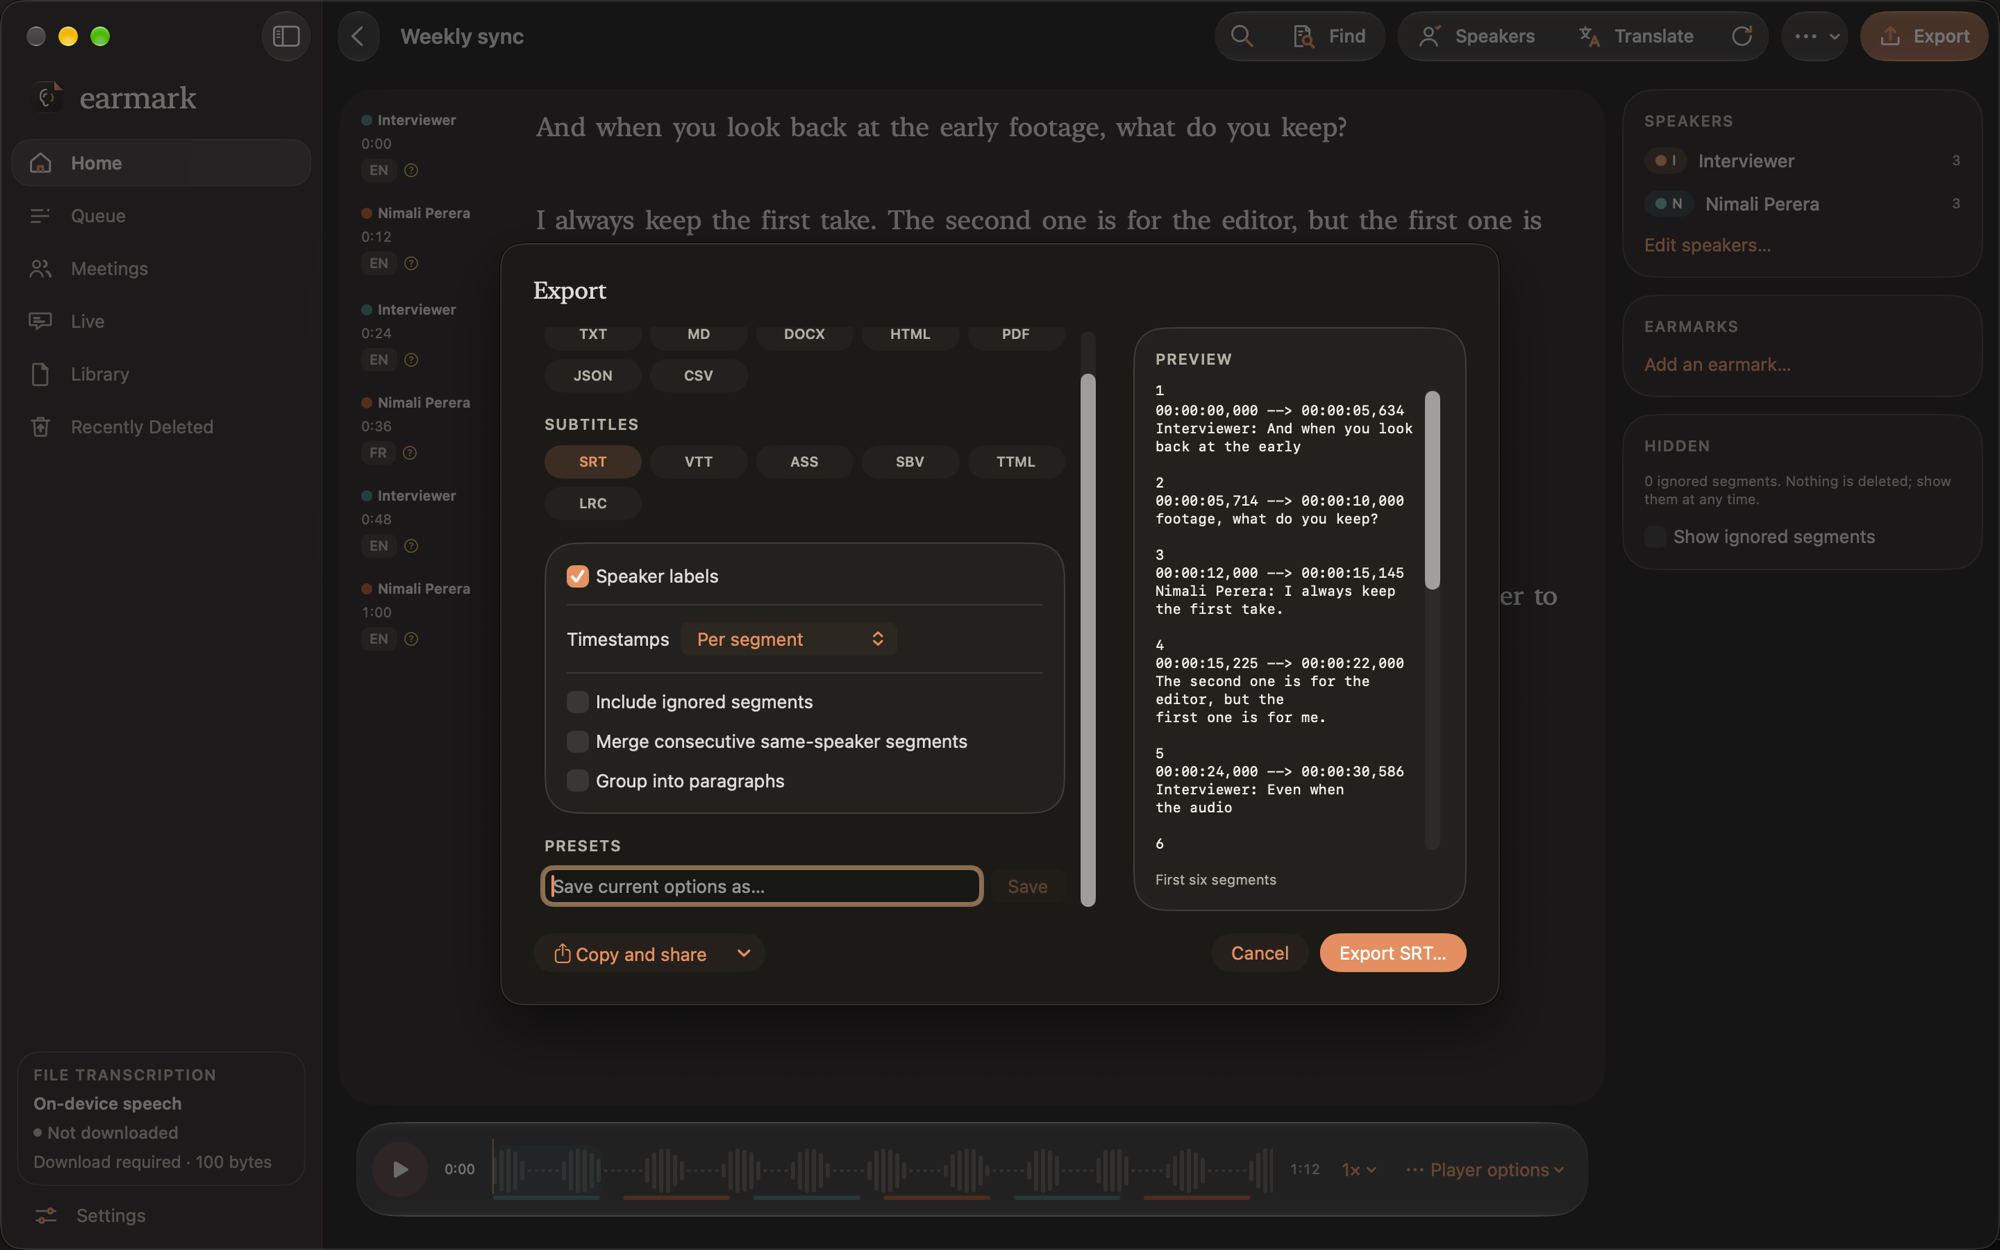 Weekly sync
Find
Speakers
Translate
Export
earmark
Home
Queue
Meetings
Live
Library
Recently Deleted
FILE TRANSCRIPTION
On-device speech
Not downloaded
Download required · 100 bytes
Settings
Interviewer
0:00
EN
And when you look back at the early footage, what do you keep?
Nimali Perera
0:12
EN
I always keep the first take. The second one is for the editor, but the first one is
Interviewer
0:24
EN
Nimali Perera
0:36
FR
Interviewer
0:48
EN
Nimali Perera
1:00
EN
er to
Export
TXT
MD
DOCX
HTML
PDF
JSON
CSV
SUBTITLES
SRT
VTT
ASS
SBV
TTML
LRC
Speaker labels
Timestamps
Per segment
Include ignored segments
Merge consecutive same-speaker segments
Group into paragraphs
PRESETS
Save current options as...
Save
Copy and share
Cancel
Export SRT...
PREVIEW
1
00:00:00,000 --> 00:00:05,634
Interviewer: And when you look
back at the early
2
00:00:05,714 --> 00:00:10,000
footage, what do you keep?
3
00:00:12,000 --> 00:00:15,145
Nimali Perera: I always keep
the first take.
4
00:00:15,225 --> 00:00:22,000
The second one is for the
editor, but the
first one is for me.
5
00:00:24,000 --> 00:00:30,586
Interviewer: Even when
the audio
6
First six segments
SPEAKERS
I
Interviewer
3
N
Nimali Perera
3
Edit speakers...
EARMARKS
Add an earmark...
HIDDEN
0 ignored segments. Nothing is deleted; show
them at any time.
Show ignored segments
0:00
1:12
1×
Player options